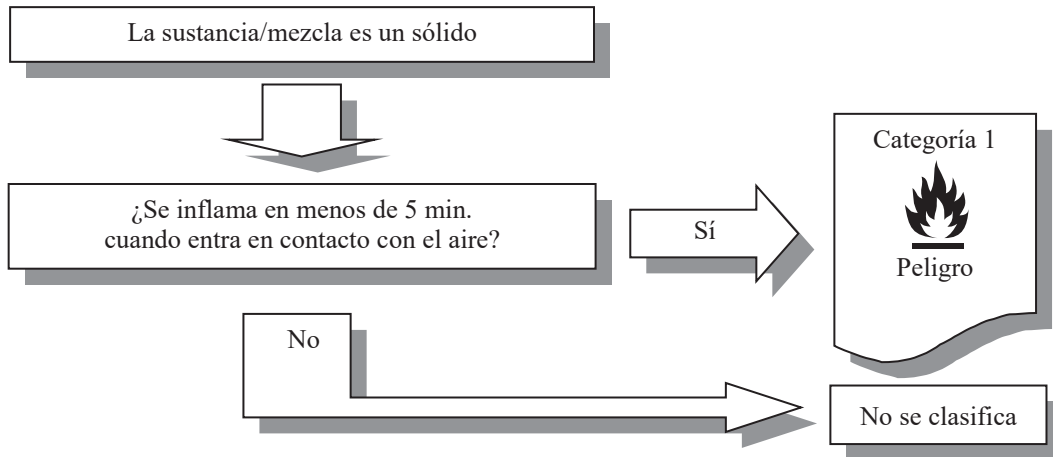 La sustancia/mezcla es un sólido
¿Se inflama en menos de 5 min.
cuando entra en contacto con el aire?
Sí
Categoría 1
Peligro
No
No se clasifica